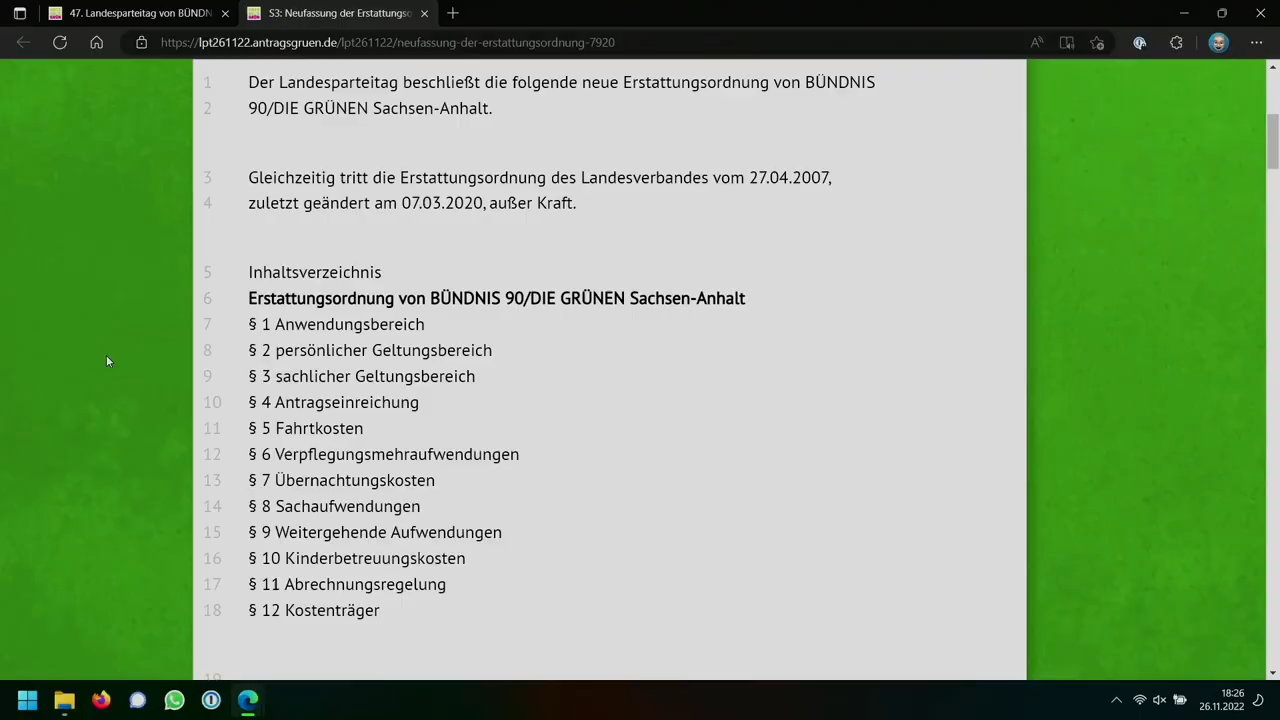 47. Landesparteitag von BÜNDN
S3: Neufassung der Erstattungso
https://lpt261122.antragsgruen.de/lpt261122/neufassung-der-erstattungsordnung-7920
1 Der Landesparteitag beschließt die folgende neue Erstattungsordnung von BÜNDNIS
2 90/DIE GRÜNEN Sachsen-Anhalt.
3 Gleichzeitig tritt die Erstattungsordnung des Landesverbandes vom 27.04.2007,
4 zuletzt geändert am 07.03.2020, außer Kraft.
5 Inhaltsverzeichnis
6 Erstattungsordnung von BÜNDNIS 90/DIE GRÜNEN Sachsen-Anhalt
7 § 1 Anwendungsbereich
8 § 2 persönlicher Geltungsbereich
9 § 3 sachlicher Geltungsbereich
10 § 4 Antragseinreichung
11 § 5 Fahrtkosten
12 § 6 Verpflegungsmehraufwendungen
13 § 7 Übernachtungskosten
14 § 8 Sachaufwendungen
15 § 9 Weitergehende Aufwendungen
16 § 10 Kinderbetreuungskosten
17 § 11 Abrechnungsregelung
18 § 12 Kostenträger
19
18:26
26.11.2022